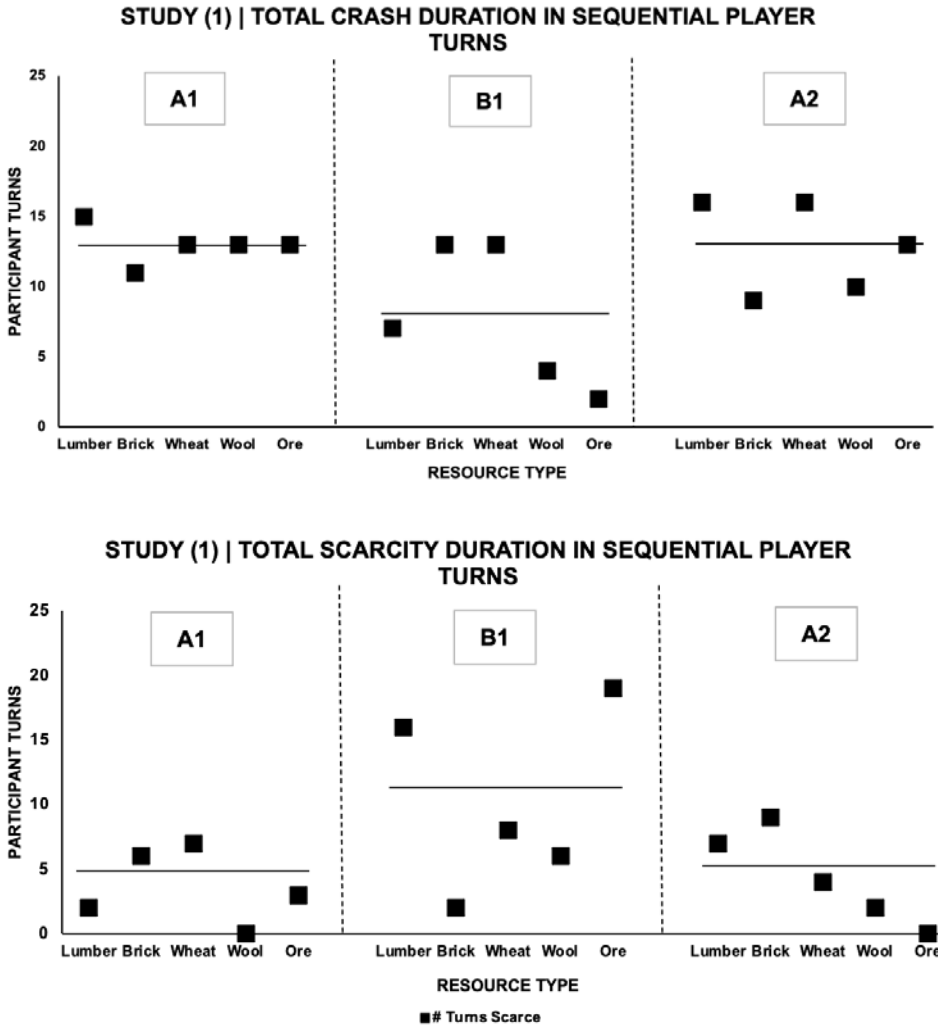 STUDY (1) | TOTAL CRASH DURATION IN SEQUENTIAL PLAYER
TURNS
25
20
15
10
5
0
PARTICIPANT TURNS
A1
B1
A2
Lumber Brick Wheat Wool Ore
Lumber Brick Wheat Wool Ore
Lumber Brick Wheat Wool Ore
RESOURCE TYPE
STUDY (1) | TOTAL SCARCITY DURATION IN SEQUENTIAL PLAYER
TURNS
25
20
15
10
5
0
PARTICIPANT TURNS
A1
B1
A2
Lumber Brick Wheat Wool Ore
Lumber Brick Wheat Wool Ore
Lumber Brick Wheat Wool Ore
RESOURCE TYPE
# Turns Scarce